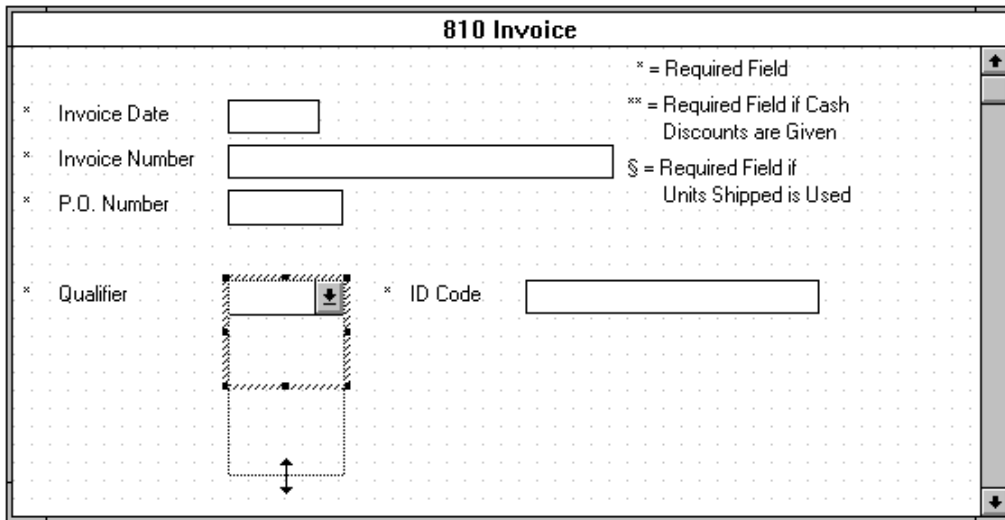 810 Invoice
* = Required Field
* Invoice Date
** = Required Field if Cash
Discounts are Given
* Invoice Number
§ = Required Field if
Units Shipped is Used
* P.O. Number
* Qualifier * ID Code